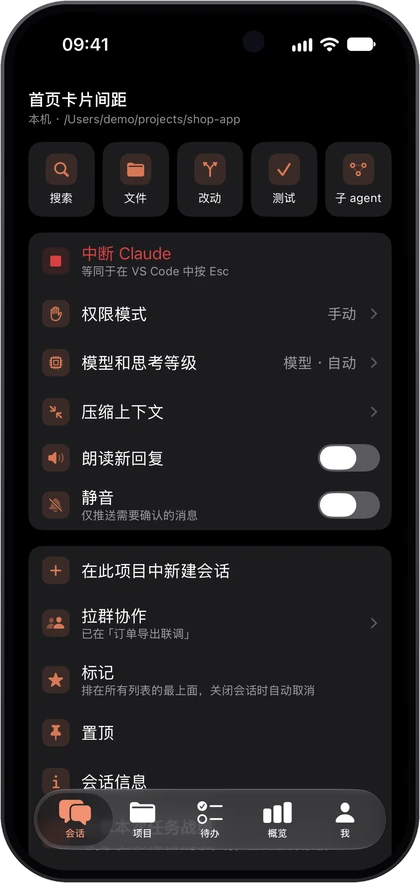 09:41
首页卡片间距
本机 · /Users/demo/projects/shop-app
搜索
文件
改动
测试
子 agent
中断 Claude
等同于在 VS Code 中按 Esc
权限模式
手动
模型和思考等级
模型 · 自动
压缩上下文
朗读新回复
静音
仅推送需要确认的消息
在此项目中新建会话
拉群协作
已在「订单导出联调」
标记
排在所有列表的最上面，关闭会话时自动取消
置顶
会话信息
会话
项目
待办
概览
我